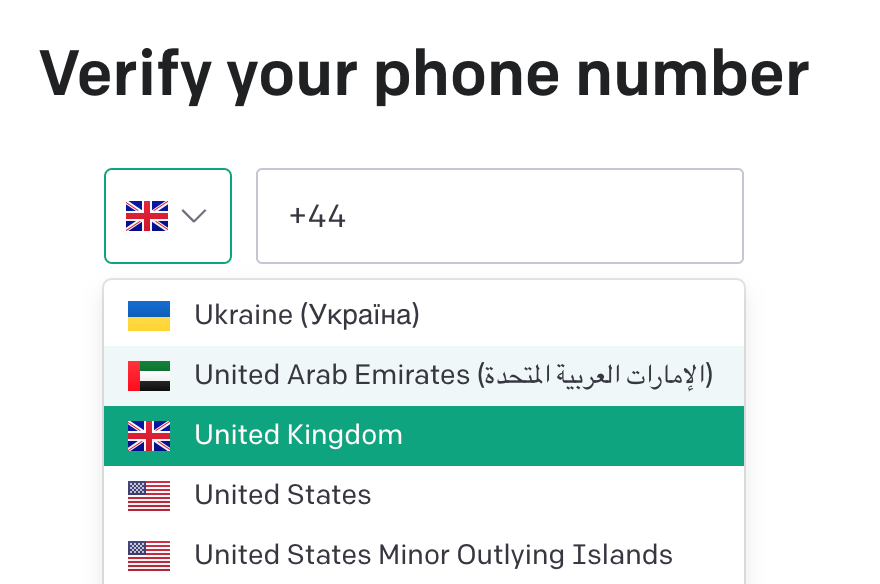 Verify your phone number
+44
Ukraine (Україна)
United Arab Emirates (الإمارات العربية المتحدة)
United Kingdom
United States
United States Minor Outlying Islands